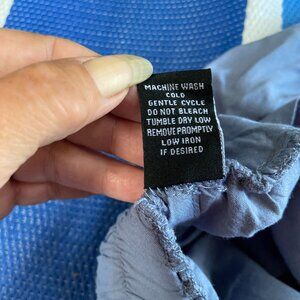 MACHINE WASH
COLD
GENTLE CYCLE
DO NOT BLEACH
TUMBLE DRY LOW
REMOVE PROMPTLY
LOW IRON
IF DESIRED